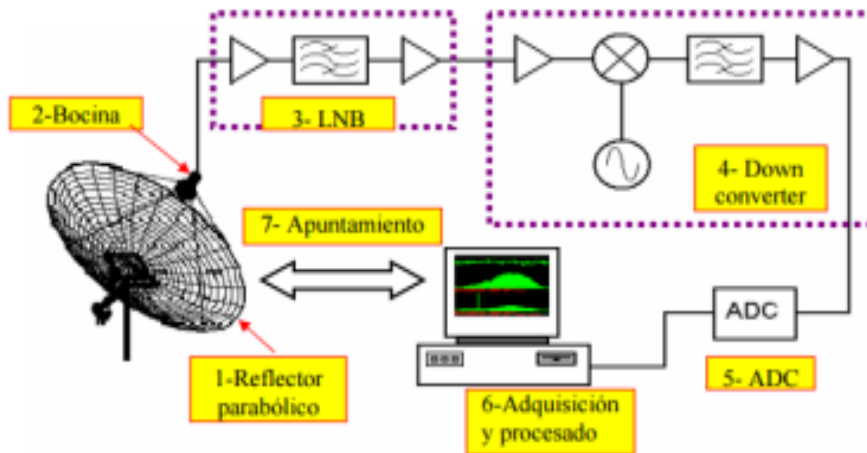 2-Bocina
3- LNB
4- Down
converter
7- Apuntamiento
ADC
1-Reflector
parabólico
6-Adquisición
y procesado
5- ADC